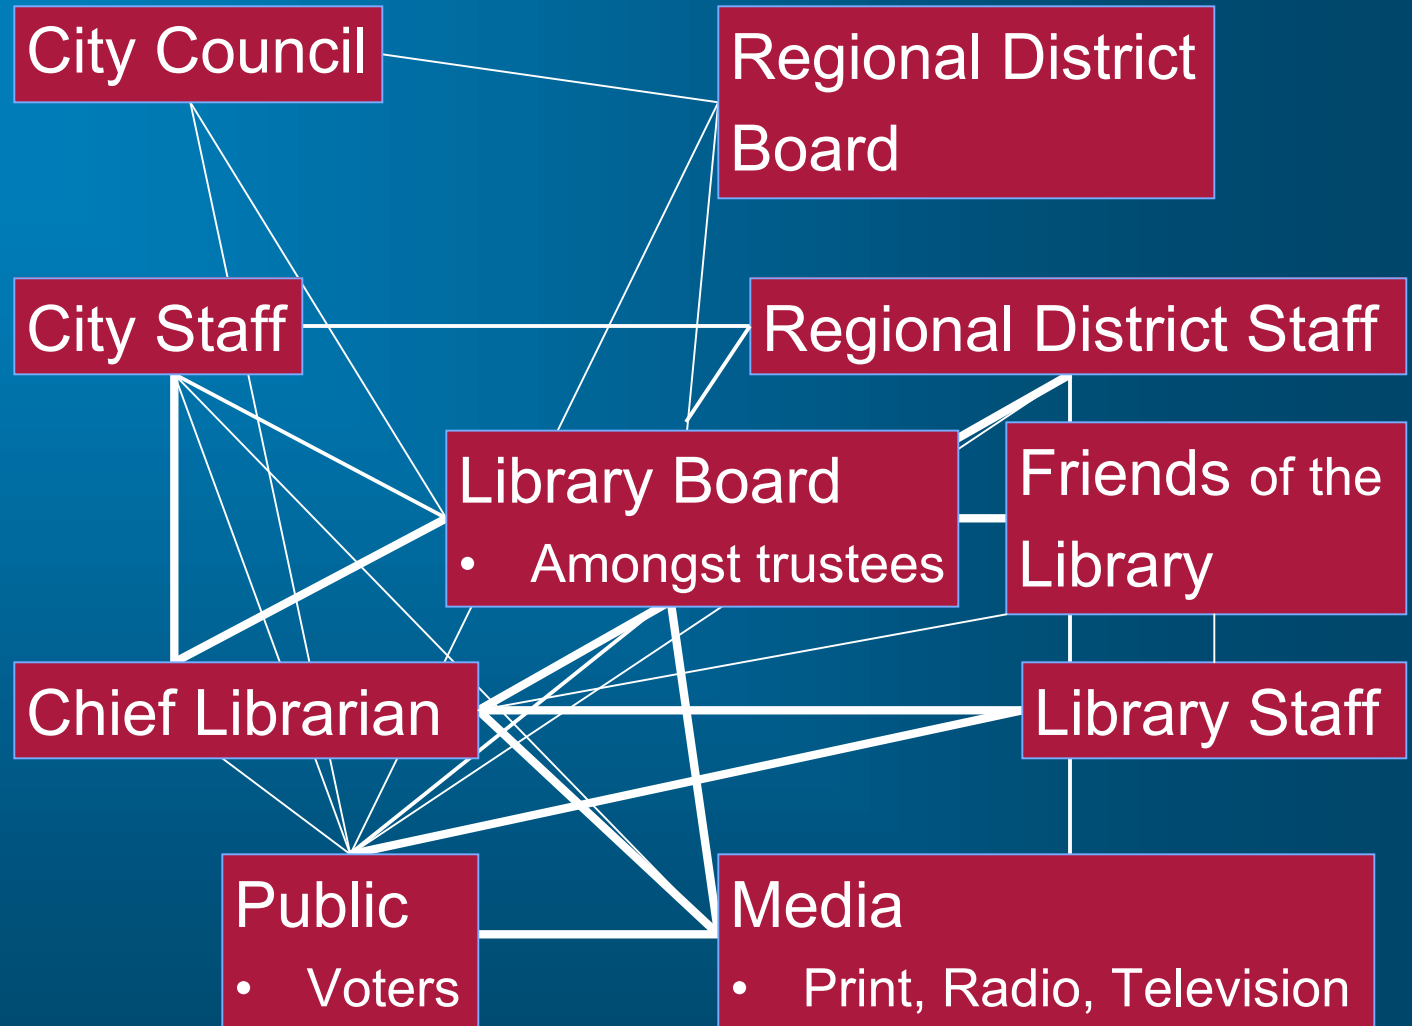 City Council
Regional District
Board
City Staff
Regional District Staff
Library Board
• Amongst trustees
Friends of the
Library
Chief Librarian
Library Staff
Public
• Voters
Media
• Print, Radio, Television